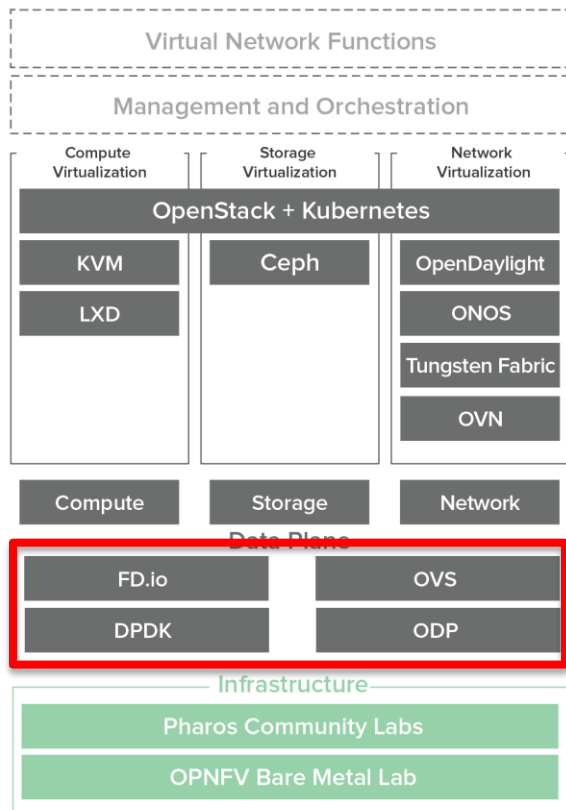 Virtual Network Functions
Management and Orchestration
Compute
Virtualization
Storage
Virtualization
Network
Virtualization
OpenStack + Kubernetes
KVM
Ceph
OpenDaylight
LXD
ONOS
Tungsten Fabric
OVN
Compute
Storage
Network
Data Plane
FD.io
OVS
DPDK
ODP
Infrastructure
Pharos Community Labs
OPNFV Bare Metal Lab